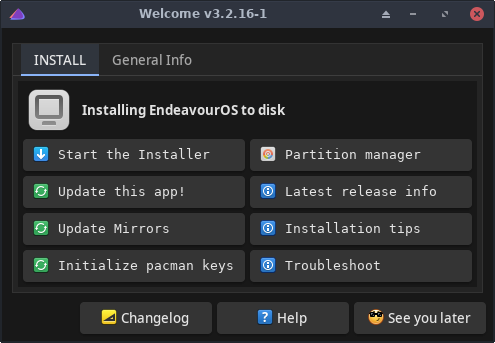 Welcome v3.2.16-1
INSTALL General Info
Installing EndeavourOS to disk
Start the Installer Partition manager
Update this app! Latest release info
Update Mirrors Installation tips
Initialize pacman keys Troubleshoot
Changelog Help See you later